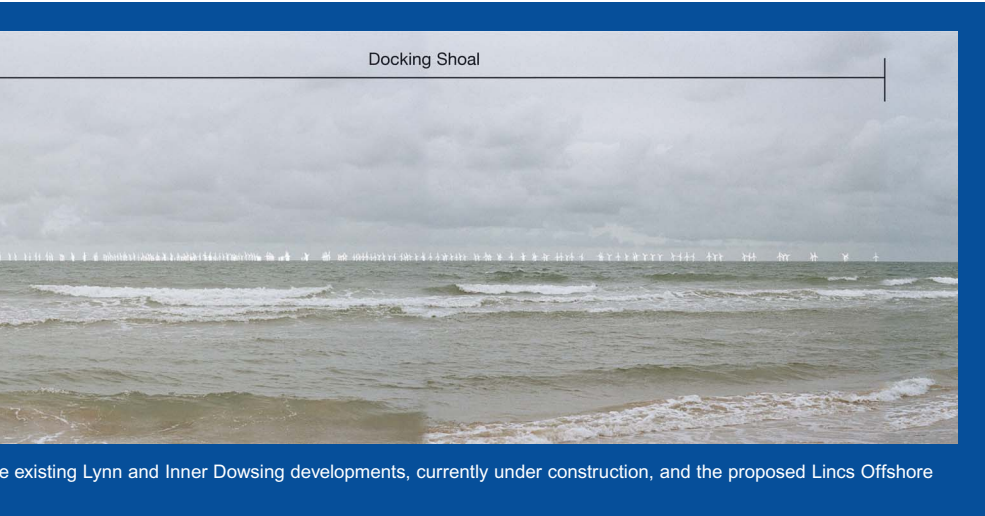 Docking Shoal
e existing Lynn and Inner Dowsing developments, currently under construction, and the proposed Lincs Offshore